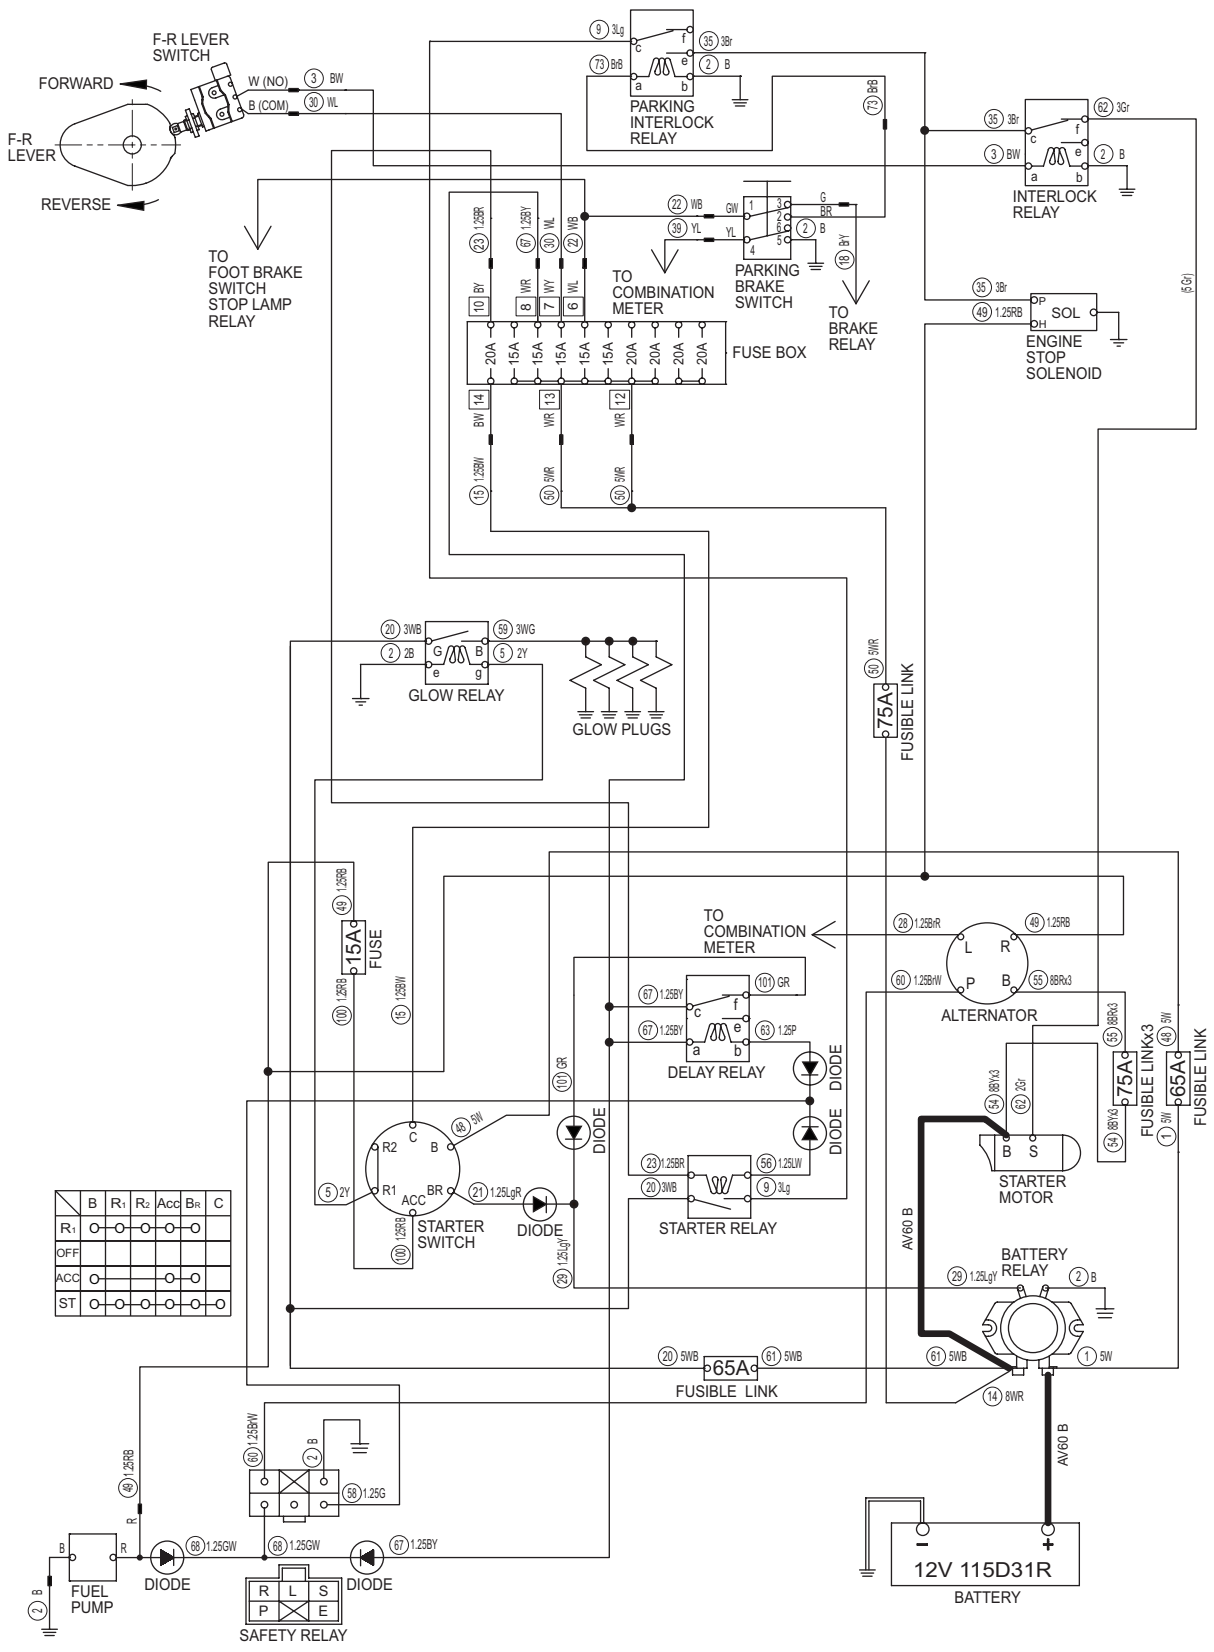 F-R LEVER
SWITCH
FORWARD
W (NO)
3 BW
B (COM)
30 WL
F-R
LEVER
REVERSE
9 3Lg
c
f
35 3Br
e
73 BrB
2 B
a
b
PARKING
INTERLOCK
RELAY
73 BrB
35 3Br
62 3Gr
c
f
e
3 BW
2 B
a
b
INTERLOCK
RELAY
TO
FOOT BRAKE
SWITCH
STOP LAMP
RELAY
23 1.25BR
67 1.25BY
30 WL
22 WB
10 BY
8 WR
7 WY
6 WL
22 WB
GW
39 YL
YL
1
3
2
6
5
4
G
BR
2 B
18 BrY
TO
COMBINATION
METER
PARKING
BRAKE
SWITCH
TO
BRAKE
RELAY
(5 Gr)
35 3Br
49 1.25RB
P
H
SOL
ENGINE
STOP
SOLENOID
20A
15A
15A
15A
15A
15A
20A
20A
20A
20A
FUSE BOX
14
BW
13
WR
12
WR
15 1.25BW
50 5WR
50 5WR
20 3WB
59 3WG
2 2B
5 2Y
G
B
e
g
GLOW RELAY
GLOW PLUGS
50 5WR
75A
FUSIBLE LINK
49 1.25RB
15A
FUSE
100 1.25RB
15 1.25BW
TO
COMBINATION
METER
28 1.25BrR
49 1.25RB
L
R
P
B
60 1.25BrW
55 8BRx3
ALTERNATOR
67 1.25BY
101 GR
c
f
e
67 1.25BY
63 1.25P
a
b
DELAY RELAY
DIODE
DIODE
101 GR
DIODE
55 8BRx3
75A
FUSIBLE LINKx3
54 8BYx3
48 5W
65A
FUSIBLE LINK
1 5W
54 8BYx3
62 2Gr
B
S
STARTER
MOTOR
C
R2
B
48 5W
R1
BR
ACC
5 2Y
21 1.25LgR
STARTER
SWITCH
100 1.25RB
DIODE
29 1.25LgY
23 1.25BR
56 1.25LW
20 3WB
9 3Lg
STARTER RELAY
B R1 R2 Acc BR C
R1
OFF
ACC
ST
AV60 B
BATTERY
RELAY
29 1.25LgY
2 B
20 5WB
65A
61 5WB
FUSIBLE LINK
61 5WB
1 5W
14 8WR
AV60 B
60 1.25BrW
2 B
58 1.25G
49 1.25RB
R
B
R
68 1.25GW
68 1.25GW
67 1.25BY
DIODE
DIODE
2 B
FUEL
PUMP
R L S
P E
SAFETY RELAY
− +
12V 115D31R
BATTERY